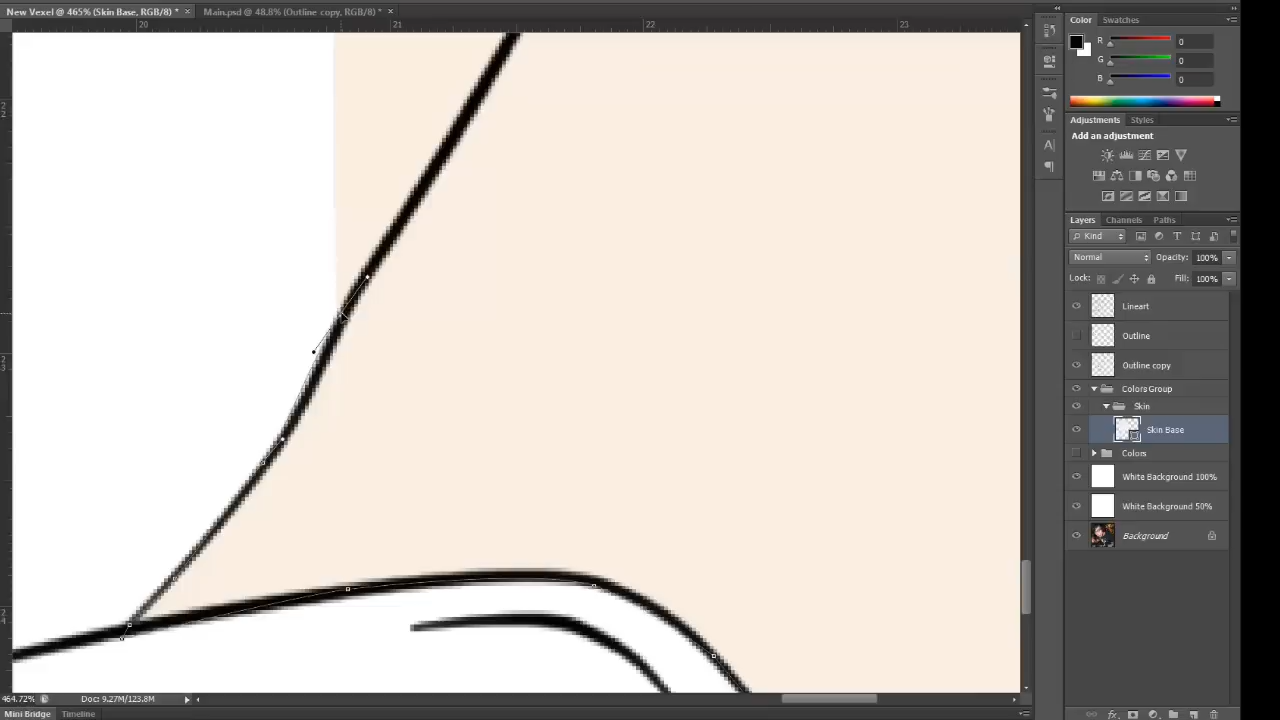 New Vexel @ 465% (Skin Base, RGB/8) * × Main.psd @ 48.8% (Outline copy, RGB/8) * ×
20 21 22 23
Color Swatches
R 0
G 0
B 0
Adjustments Styles
Add an adjustment
Layers Channels Paths
Kind
Normal Opacity: 100%
Lock: Fill: 100%
Lineart
Outline
Outline copy
Colors Group
Skin
Skin Base
Colors
White Background 100%
White Background 50%
Background
464.72% Doc: 9.27M/123.8M
Mini Bridge Timeline